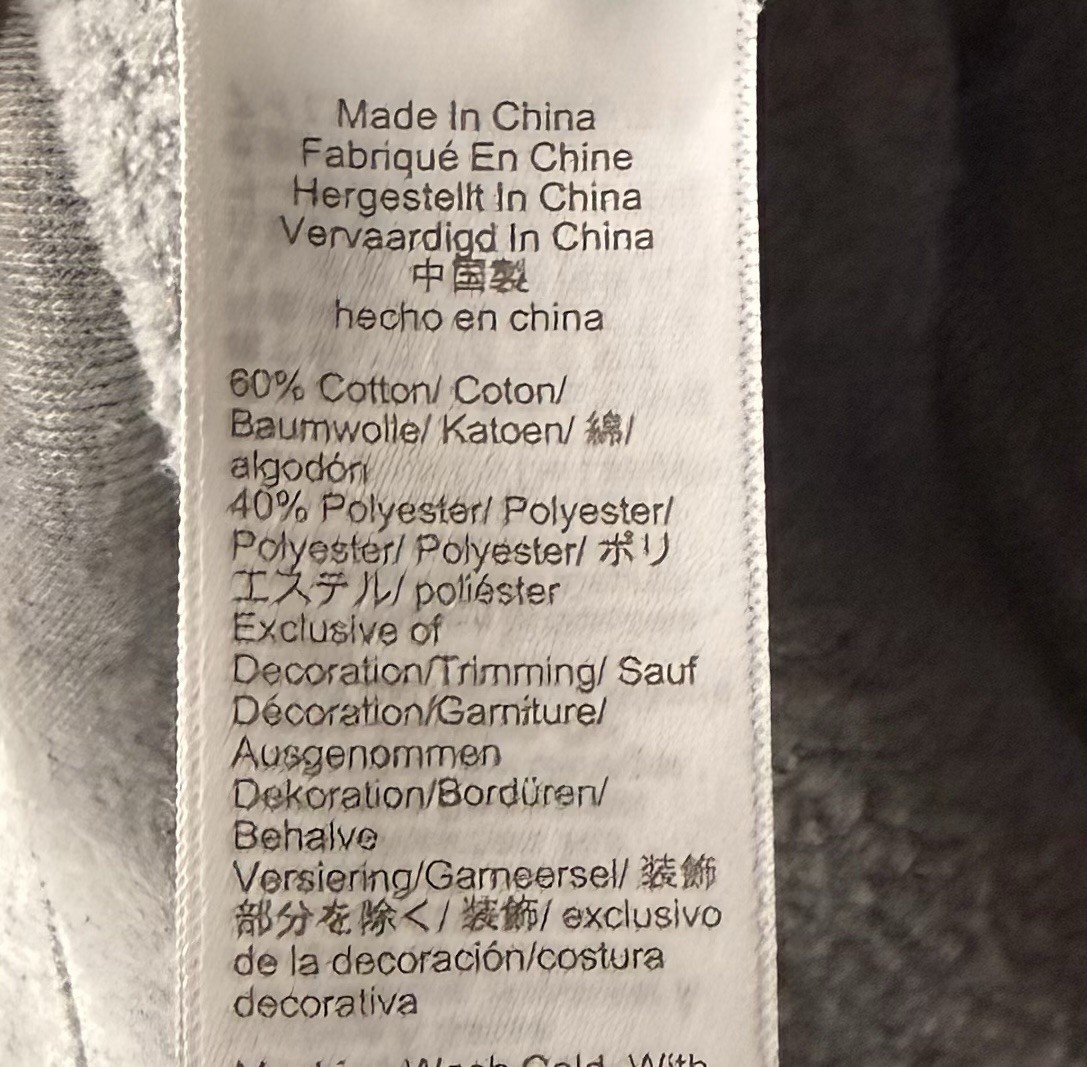 Made In China
Fabriqué En Chine
Hergestellt In China
Vervaardigd In China
中国製
hecho en china
60% Cotton/ Coton/
Baumwolle/ Katoen/ 綿/
algodón
40% Polyester/ Polyester/
Polyester/ Polyester/ ポリ
エステル/ poliéster
Exclusive of
Decoration/Trimming/ Sauf
Décoration/Garniture/
Ausgenommen
Dekoration/Bordüren/
Behalve
Versiering/Garneersel/ 装飾
部分を除く/ 装飾/ exclusivo
de la decoración/costura
decorativa
Wash Cold, With